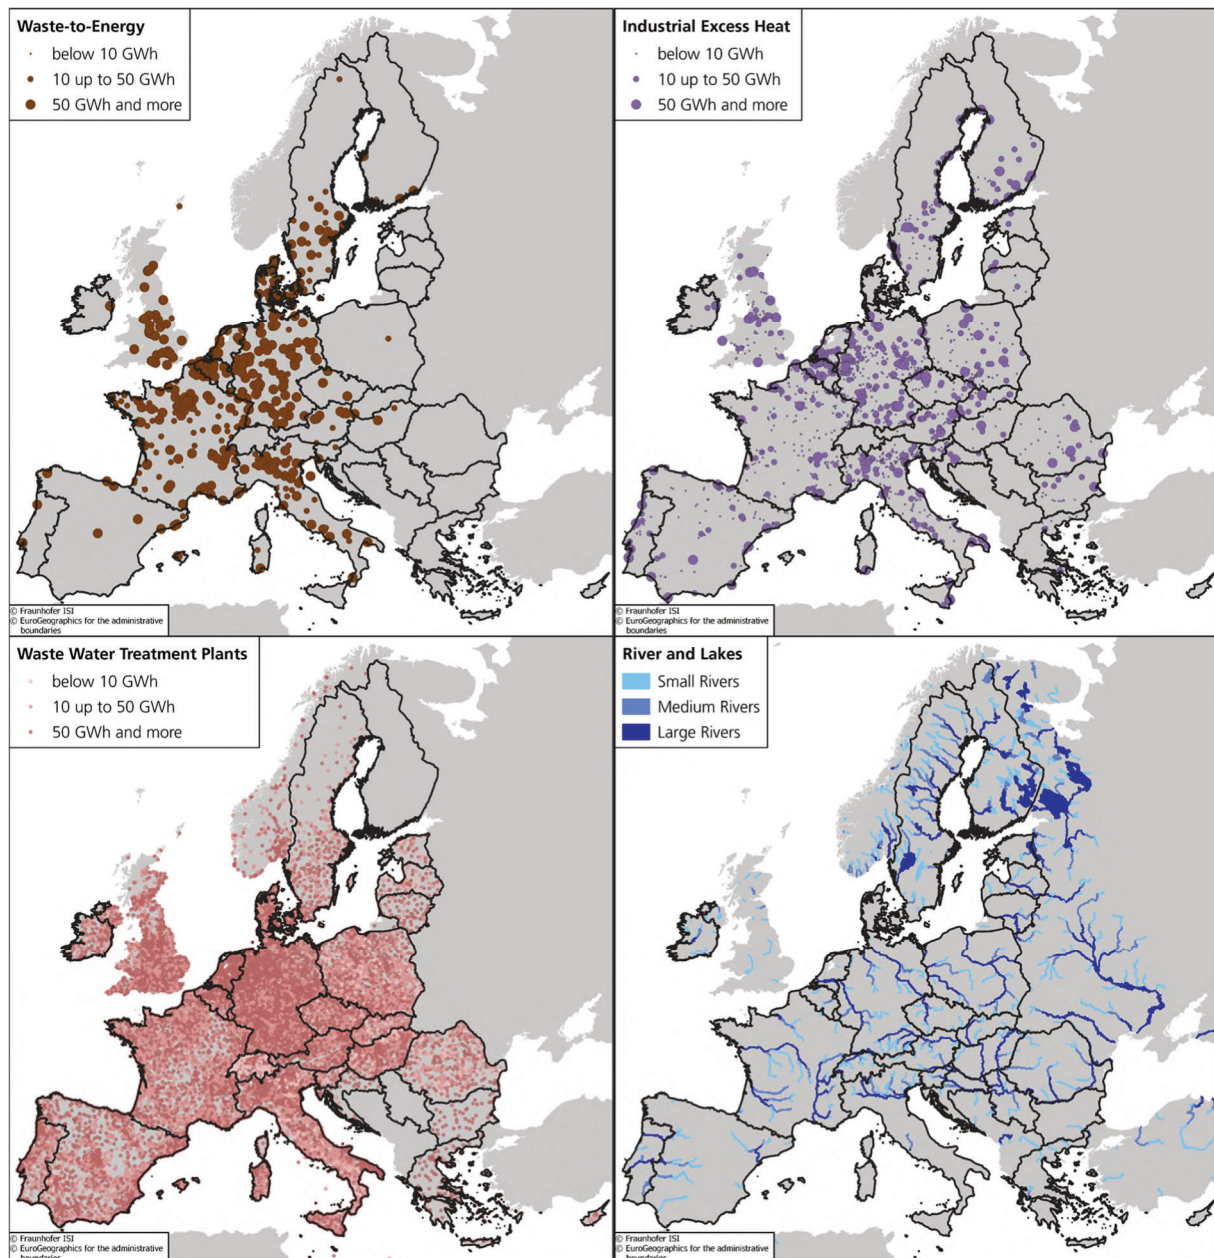 Waste-to-Energy
below 10 GWh
10 up to 50 GWh
50 GWh and more
© Fraunhofer ISI
© EuroGeographics for the administrative
boundaries
Industrial Excess Heat
below 10 GWh
10 up to 50 GWh
50 GWh and more
© Fraunhofer ISI
© EuroGeographics for the administrative
boundaries
Waste Water Treatment Plants
below 10 GWh
10 up to 50 GWh
50 GWh and more
© Fraunhofer ISI
© EuroGeographics for the administrative
boundaries
River and Lakes
Small Rivers
Medium Rivers
Large Rivers
© Fraunhofer ISI
© EuroGeographics for the administrative
boundaries